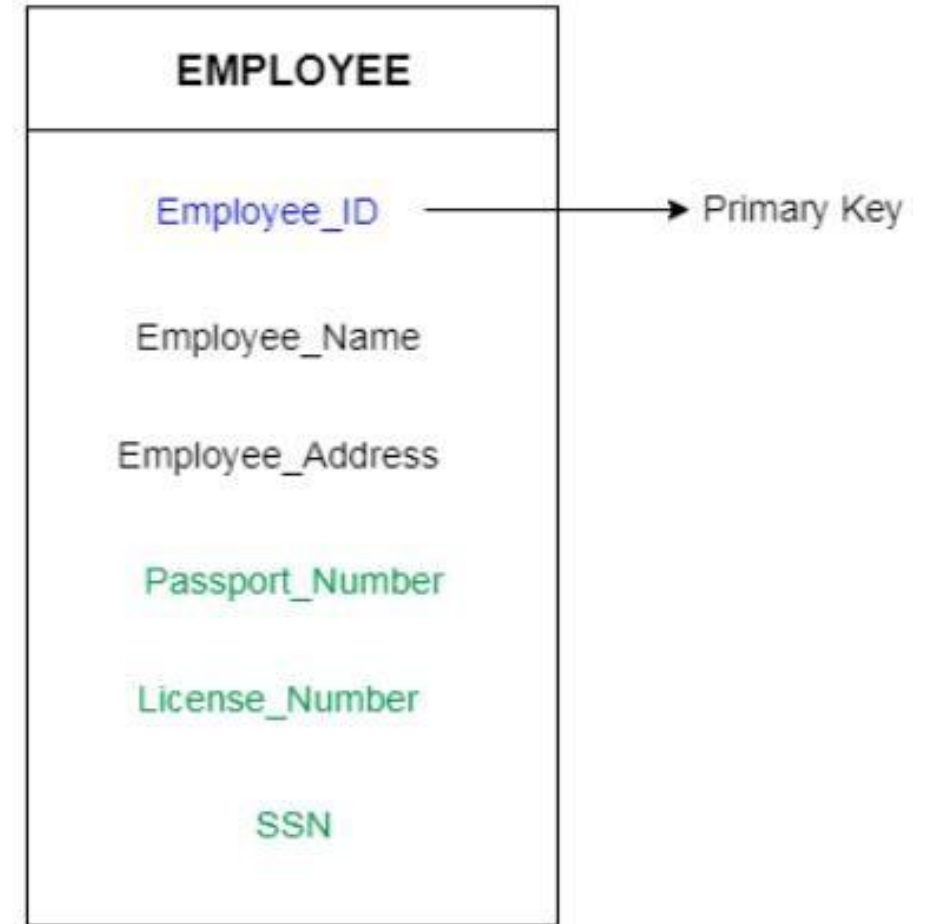 EMPLOYEE
Employee_ID Primary Key
Employee_Name
Employee_Address
Passport_Number
License_Number
SSN